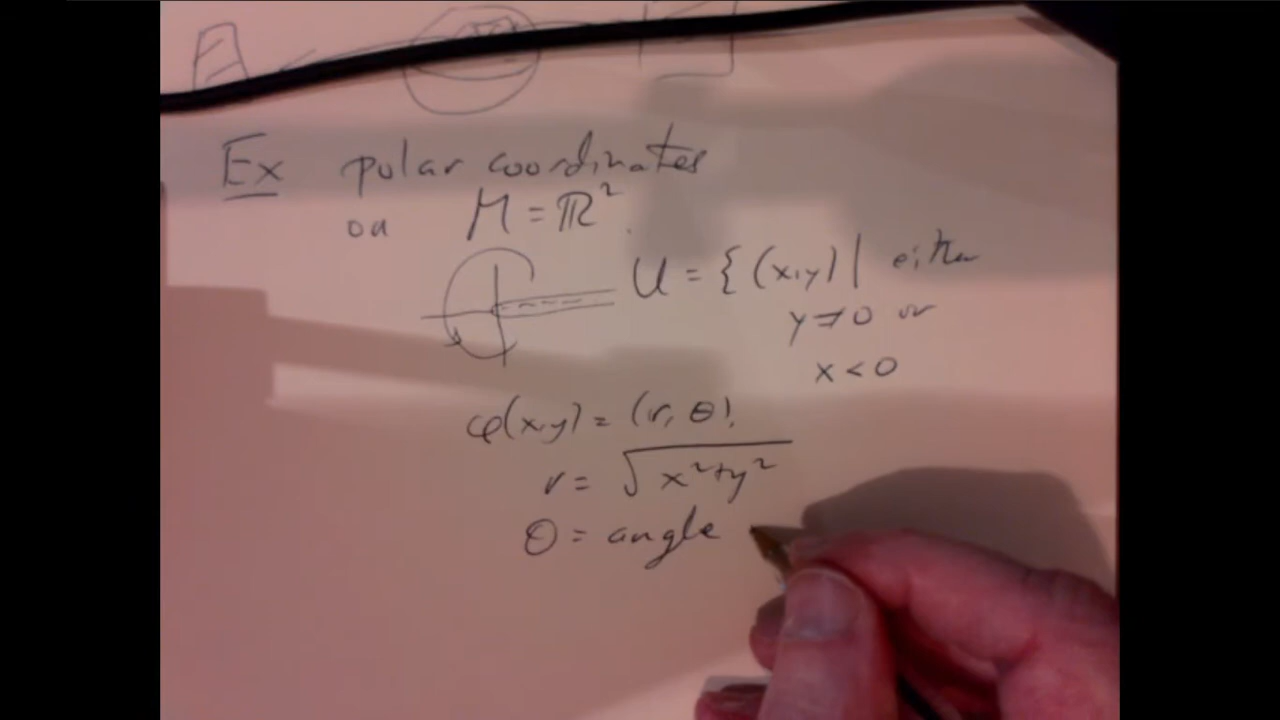 Ex polar coordinates
on M = ℝ².
U = { (x,y) | either
y ≠ 0 or
x < 0
φ(x,y) = (r, θ).
r = √(x²+y²)
θ = angle